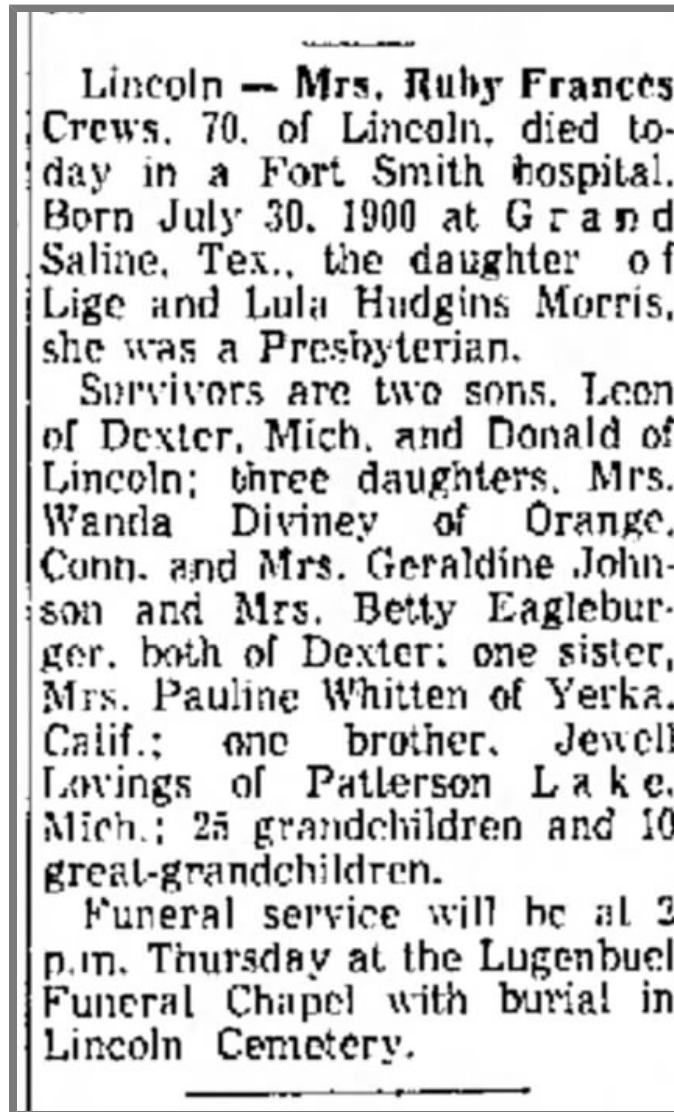 Lincoln — Mrs. Ruby Frances
Crews, 70, of Lincoln, died to-
day in a Fort Smith hospital.
Born July 30, 1900 at Grand
Saline, Tex., the daughter of
Lige and Lula Hudgins Morris,
she was a Presbyterian.
Survivors are two sons, Leon
of Dexter, Mich. and Donald of
Lincoln; three daughters, Mrs.
Wanda Diviney of Orange,
Conn. and Mrs. Geraldine John-
son and Mrs. Betty Eaglebur-
ger, both of Dexter; one sister,
Mrs. Pauline Whitten of Yerka,
Calif.; one brother, Jewell
Lovings of Patterson Lake,
Mich.; 25 grandchildren and 10
great-grandchildren.
Funeral service will be at 2
p.m. Thursday at the Lugenbuel
Funeral Chapel with burial in
Lincoln Cemetery.